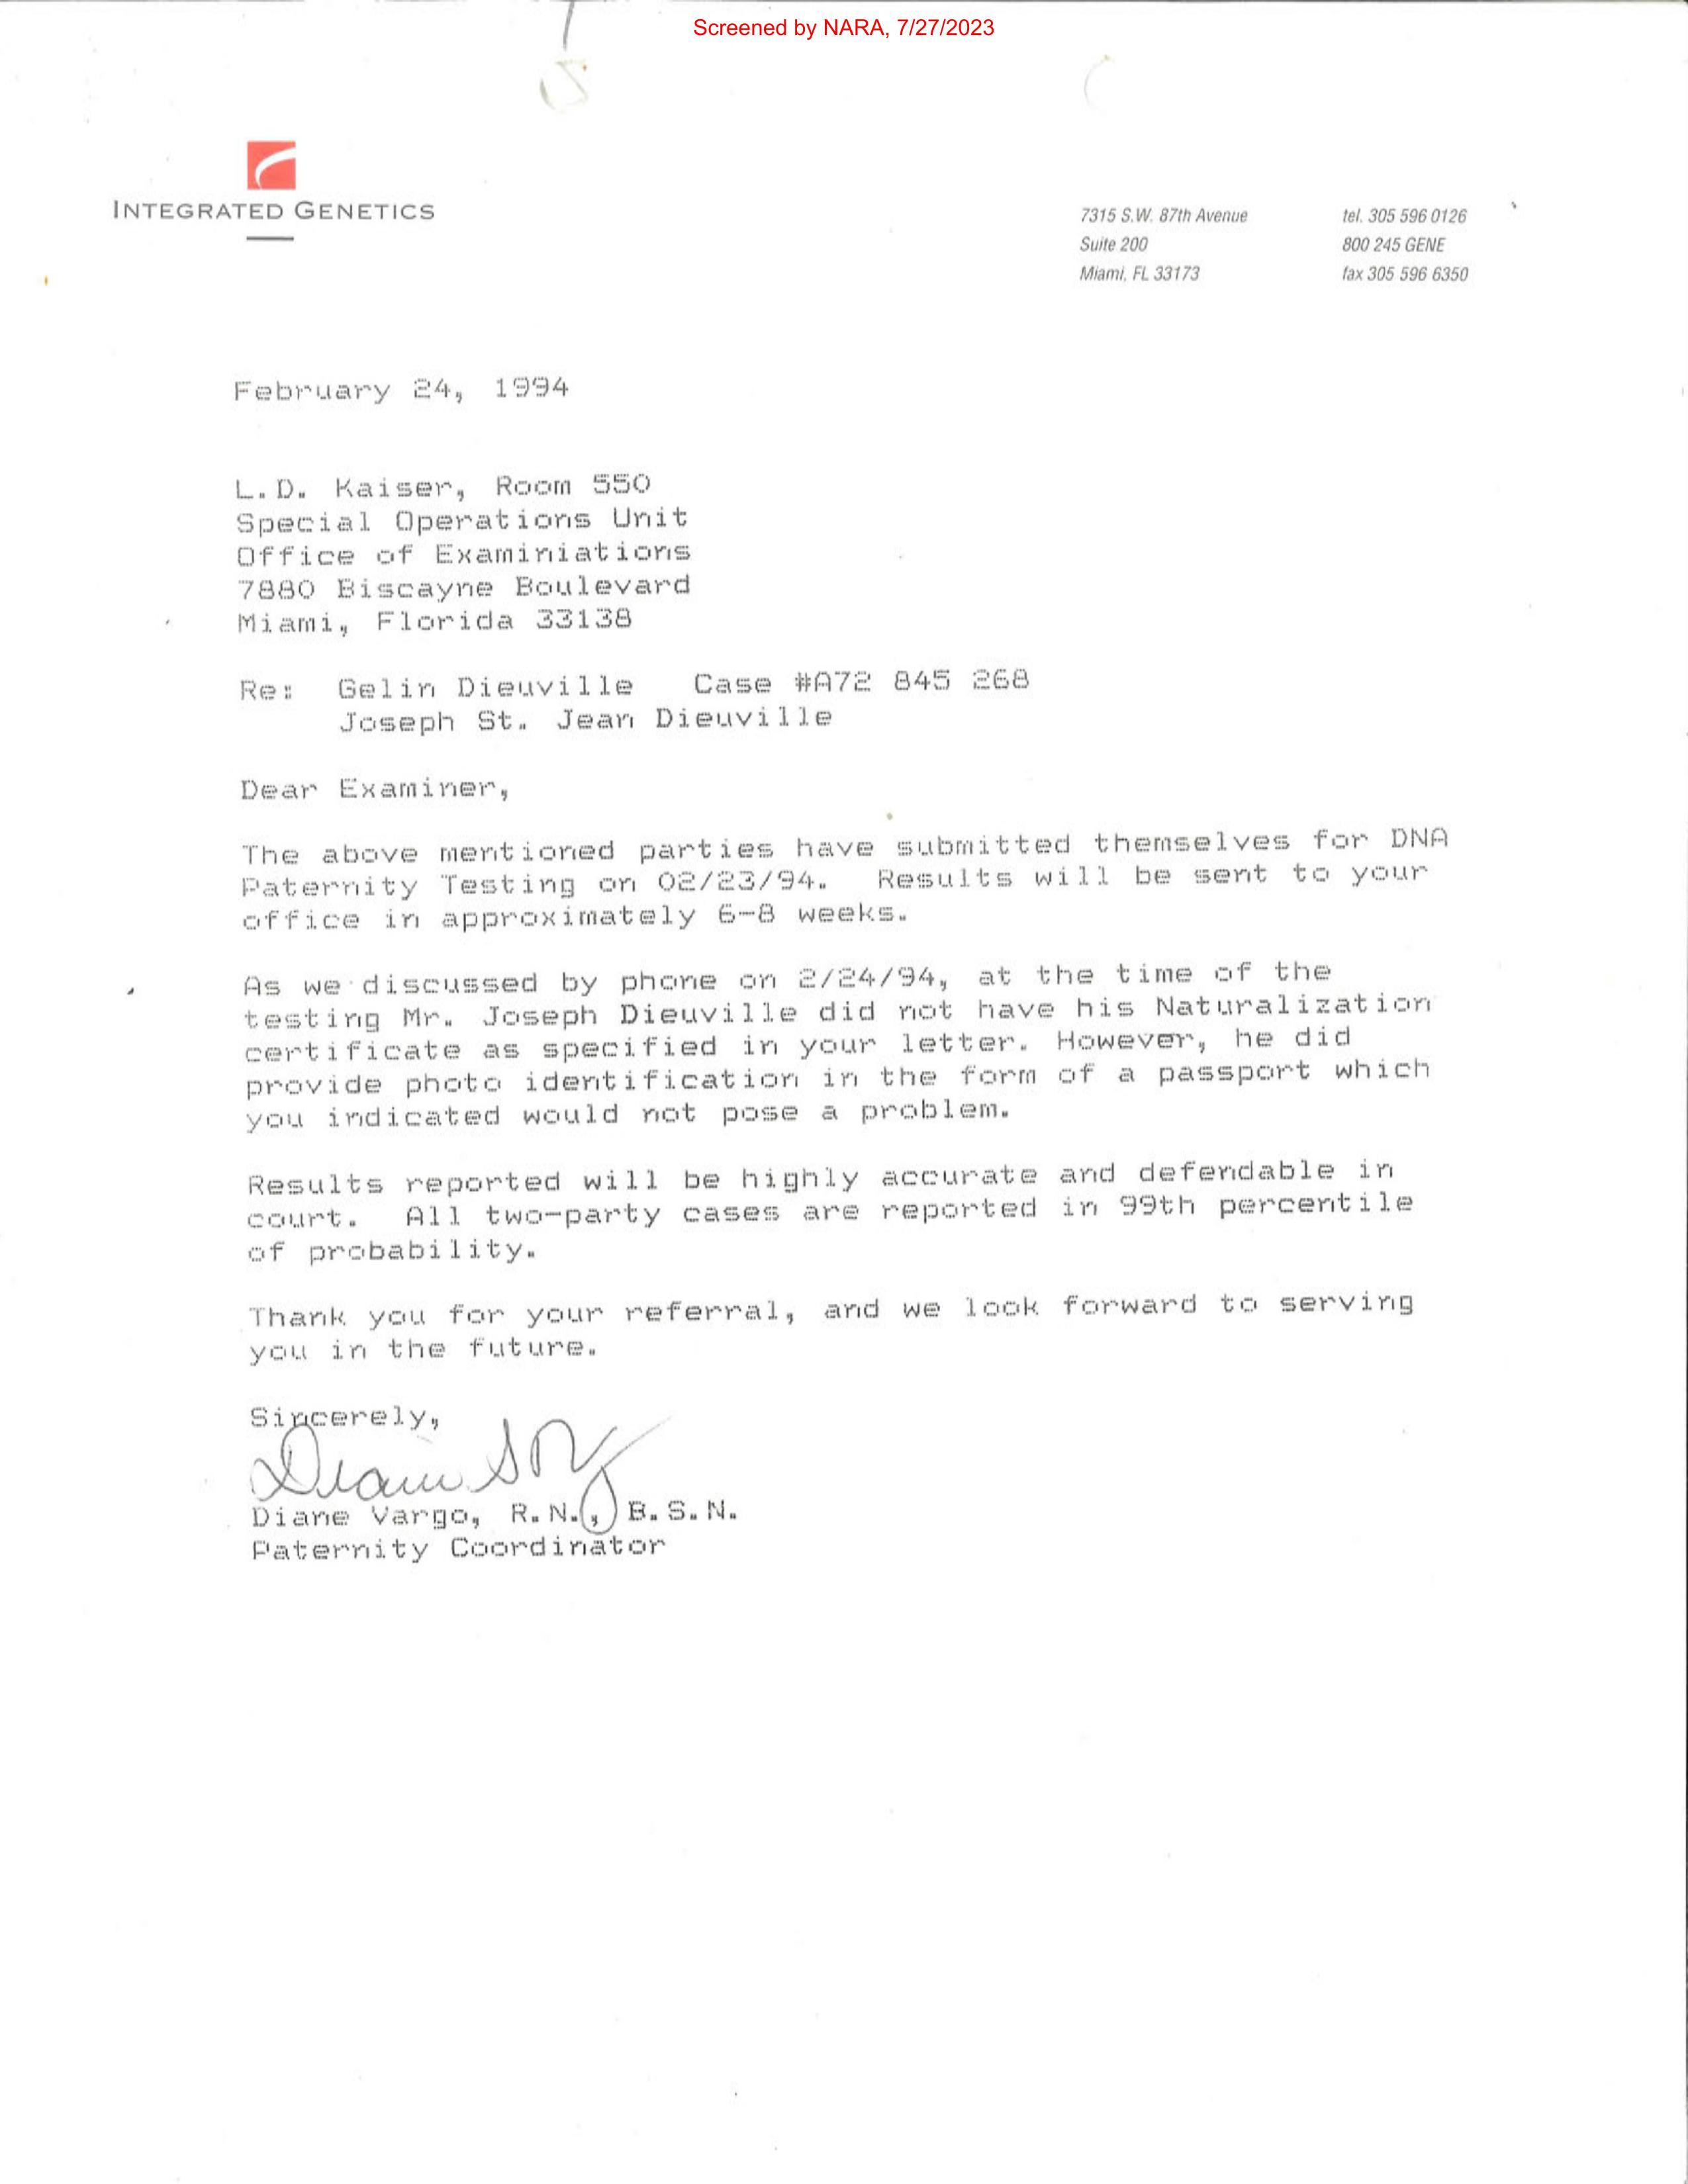 Screened by NARA, 7/27/2023
INTEGRATED GENETICS
7315 S.W. 87th Avenue
Suite 200
Miami, FL 33173
tel. 305 596 0126
800 245 GENE
fax 305 596 6350
February 24, 1994
L.D. Kaiser, Room 550
Special Operations Unit
Office of Examiniations
7880 Biscayne Boulevard
Miami, Florida 33138
Re: Gelin Dieuville Case #A72 845 268
Joseph St. Jean Dieuville
Dear Examiner,
The above mentioned parties have submitted themselves for DNA
Paternity Testing on 02/23/94. Results will be sent to your
office in approximately 6-8 weeks.
As we discussed by phone on 2/24/94, at the time of the
testing Mr. Joseph Dieuville did not have his Naturalization
certificate as specified in your letter. However, he did
provide photo identification in the form of a passport which
you indicated would not pose a problem.
Results reported will be highly accurate and defendable in
court. All two-party cases are reported in 99th percentile
of probability.
Thank you for your referral, and we look forward to serving
you in the future.
Sincerely,
Diane Vargo, R.N., B.S.N.
Paternity Coordinator